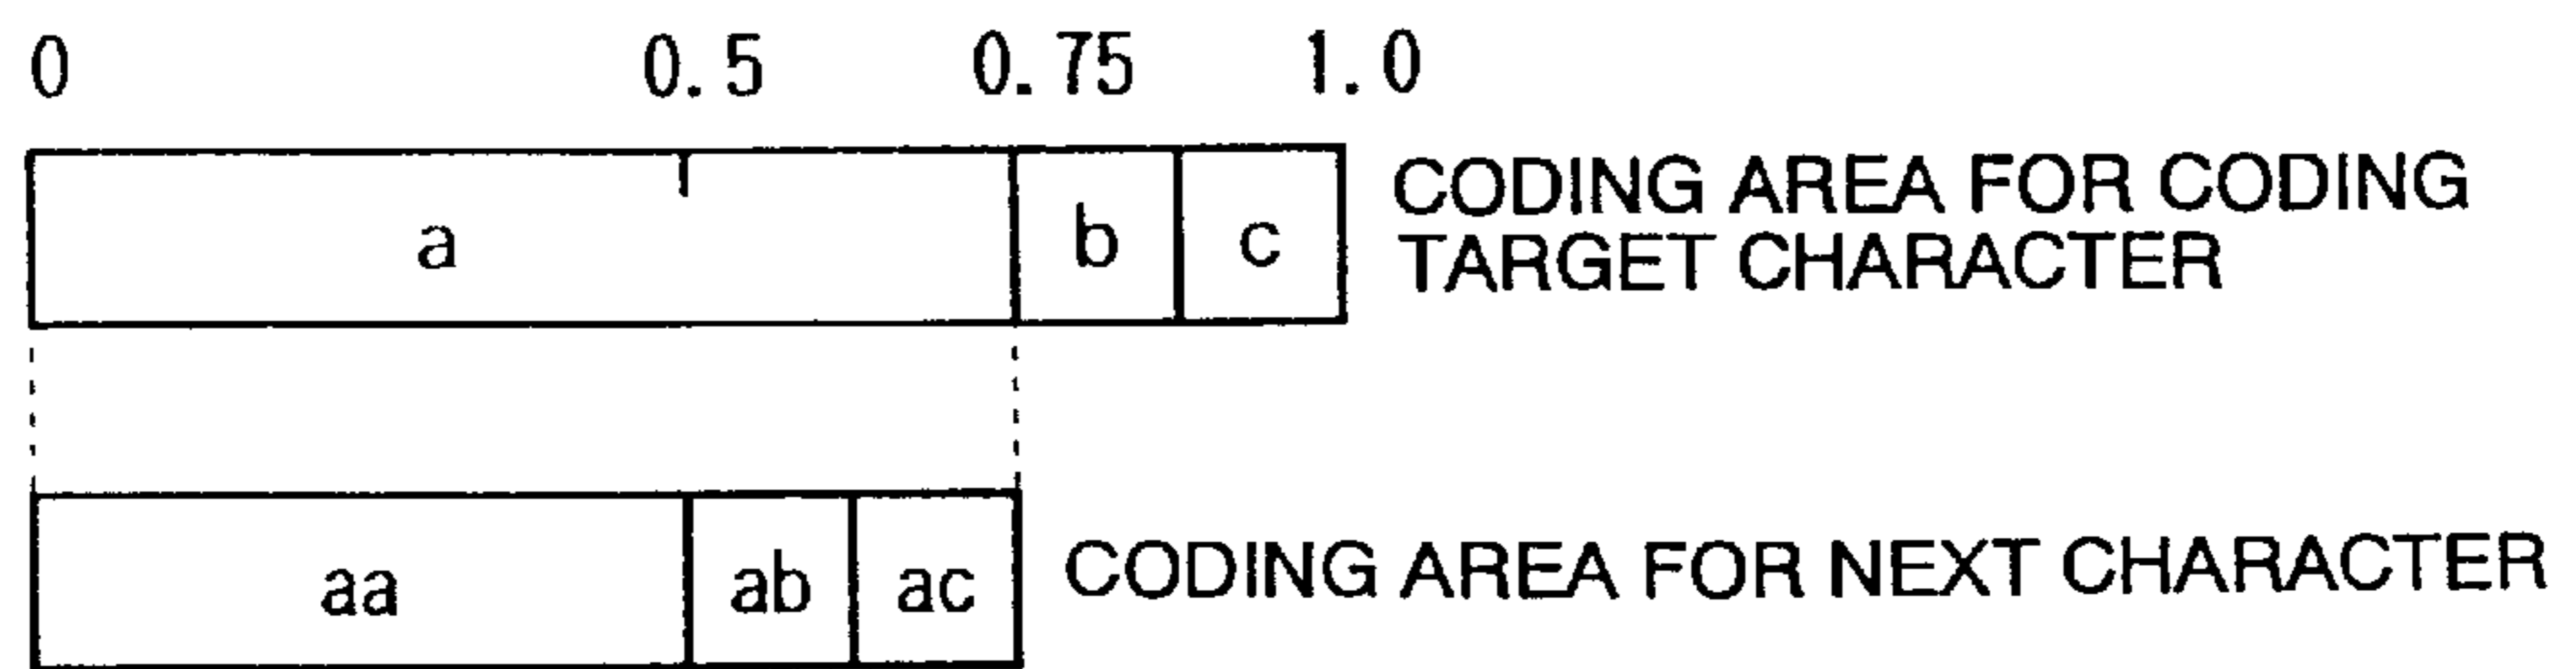 0 0.5 0.75 1.0
a b c CODING AREA FOR CODING
TARGET CHARACTER
aa ab ac CODING AREA FOR NEXT CHARACTER